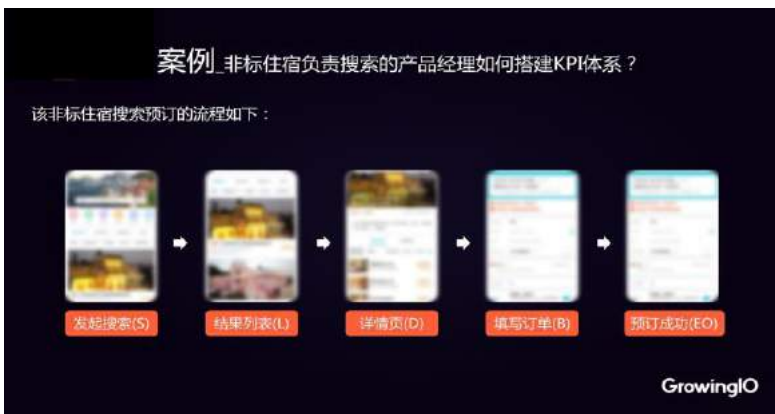 案例_非标住宿负责搜索的产品经理如何搭建KPI体系？
该非标住宿搜索预订的流程如下：
发起搜索(S)
结果列表(L)
详情页(D)
填写订单(B)
预订成功(EO)
GrowingIO